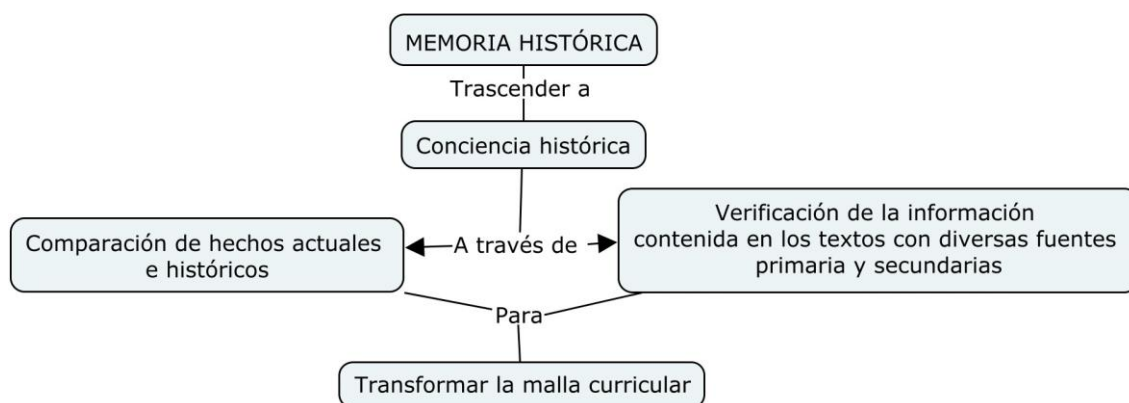 MEMORIA HISTÓRICA
Trascender a
Conciencia histórica
A través de
Comparación de hechos actuales
e históricos
Verificación de la información
contenida en los textos con diversas fuentes
primaria y secundarias
Para
Transformar la malla curricular